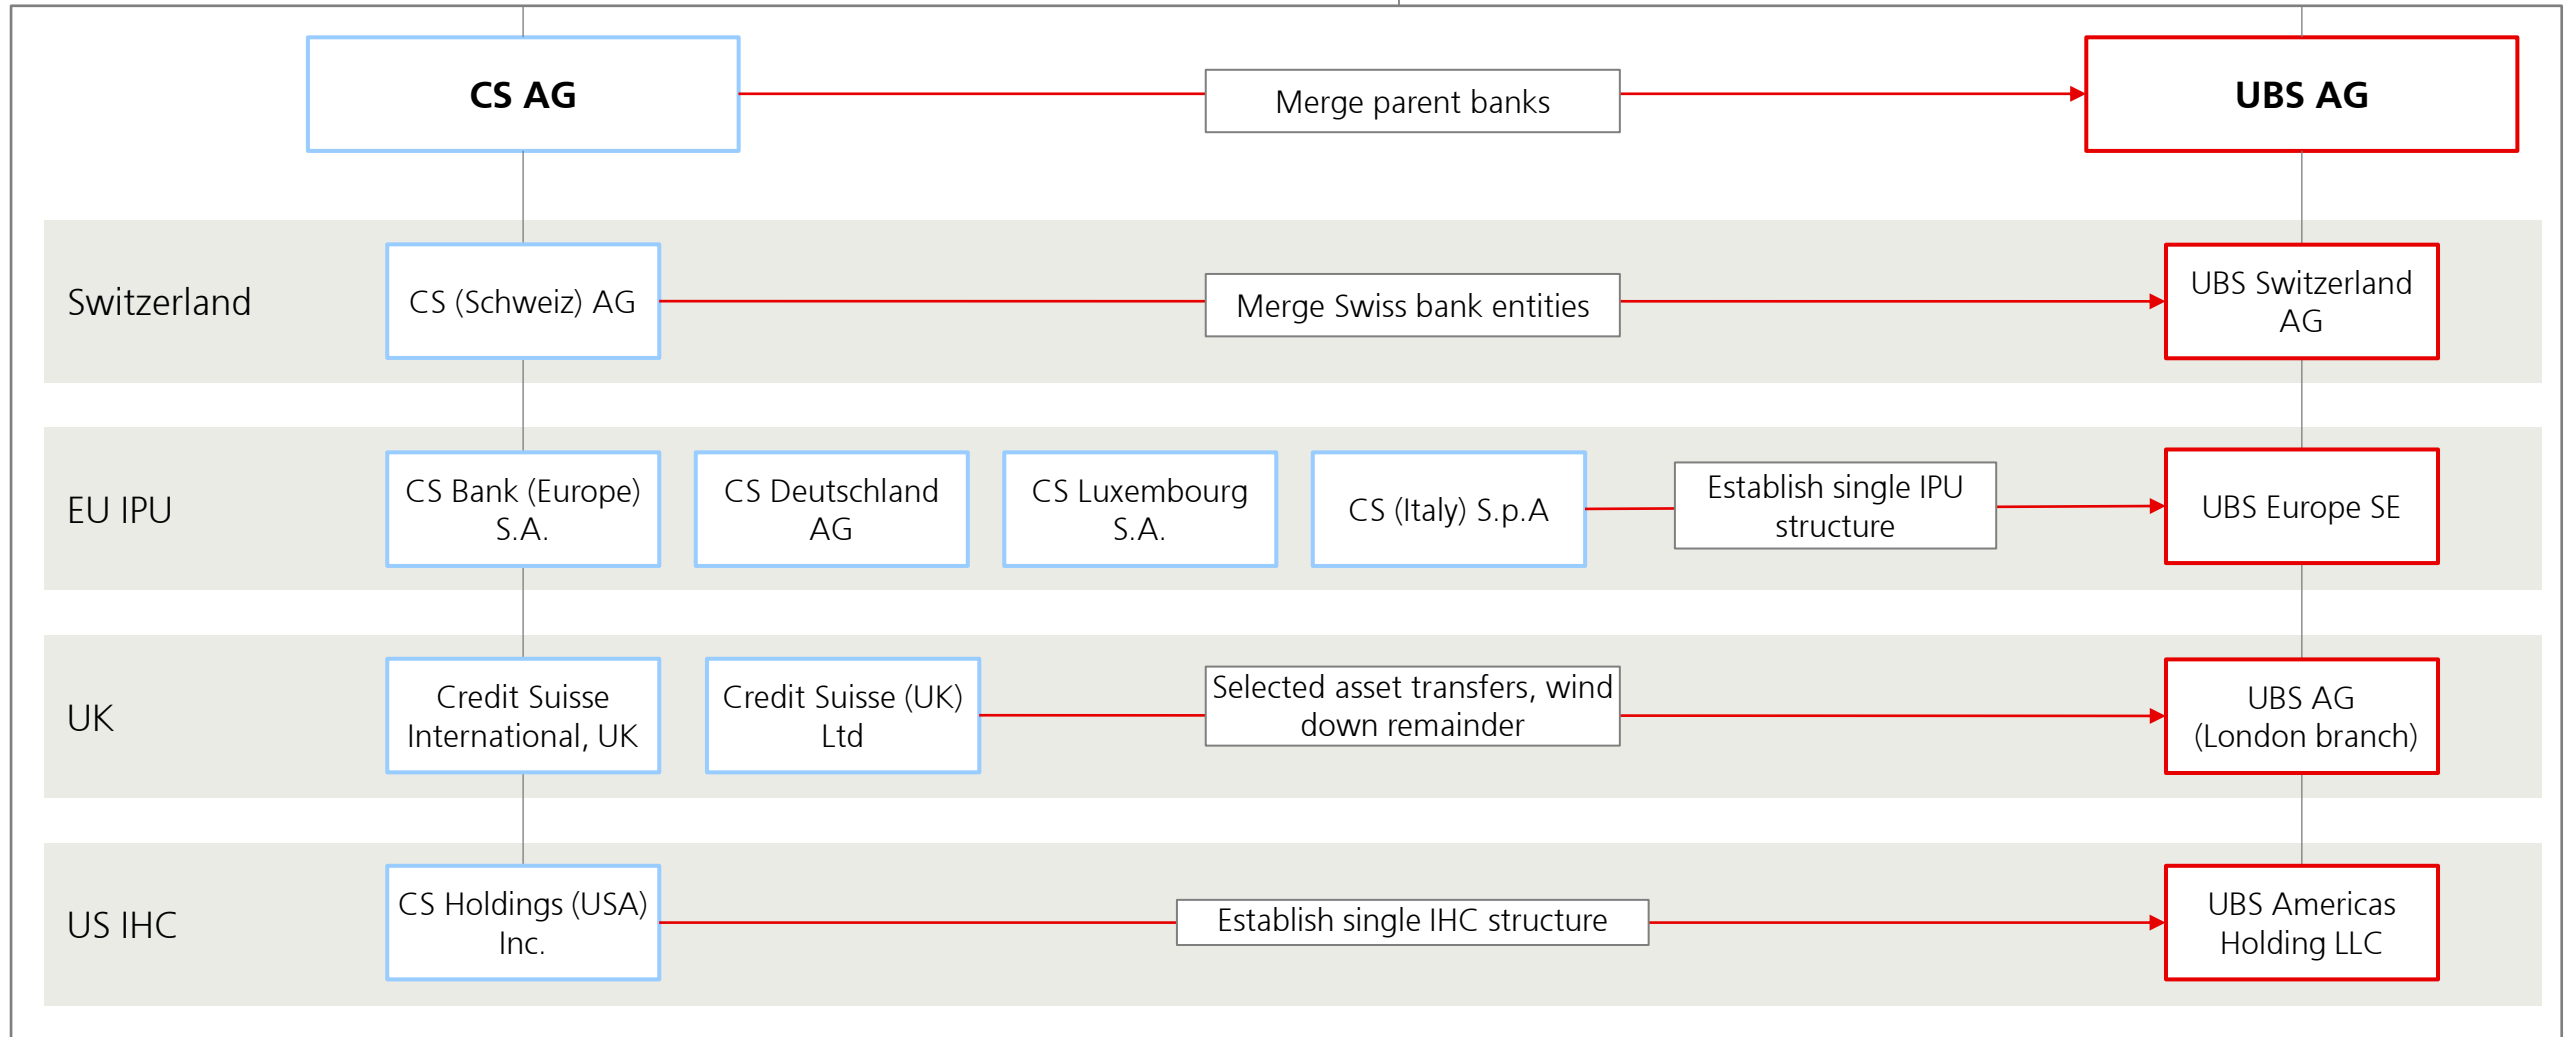 CS AG
Merge parent banks
UBS AG
Switzerland
CS (Schweiz) AG
Merge Swiss bank entities
UBS Switzerland
AG
EU IPU
CS Bank (Europe)
S.A.
CS Deutschland
AG
CS Luxembourg
S.A.
CS (Italy) S.p.A
Establish single IPU
structure
UBS Europe SE
UK
Credit Suisse
International, UK
Credit Suisse (UK)
Ltd
Selected asset transfers, wind
down remainder
UBS AG
(London branch)
US IHC
CS Holdings (USA)
Inc.
Establish single IHC structure
UBS Americas
Holding LLC